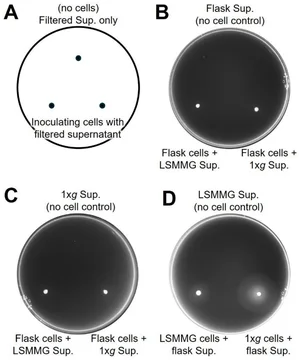 A
(no cells)
Filtered Sup. only
Inoculating cells with
filtered supernatant
B
Flask Sup.
(no cell control)
Flask cells +
LSMMG Sup.
Flask cells +
1xg Sup.
C
1xg Sup.
(no cell control)
Flask cells +
LSMMG Sup.
Flask cells +
1xg Sup.
D
LSMMG Sup.
(no cell control)
LSMMG cells +
flask Sup.
1xg cells +
flask Sup.